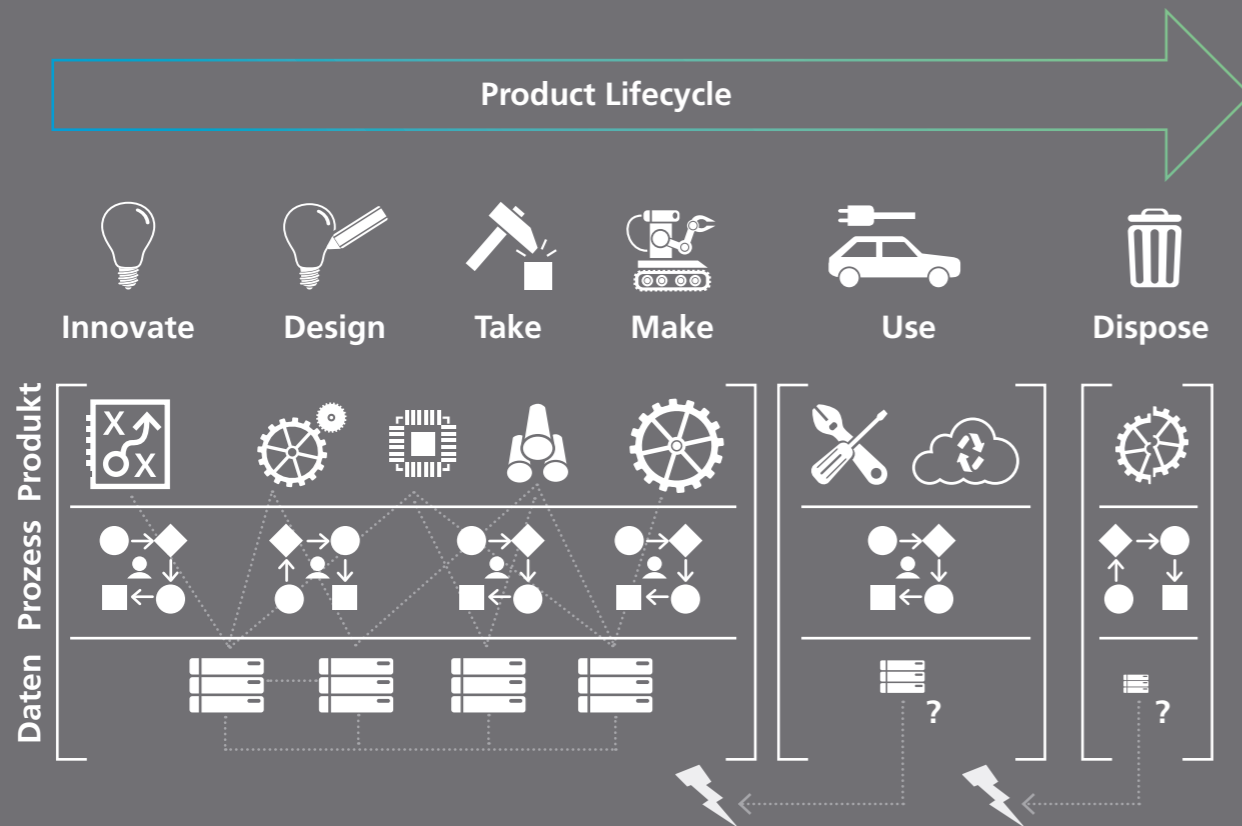 Product Lifecycle
Innovate
Design
Take
Make
Use
Dispose
Produkt
X
X
Prozess
Daten
?
?